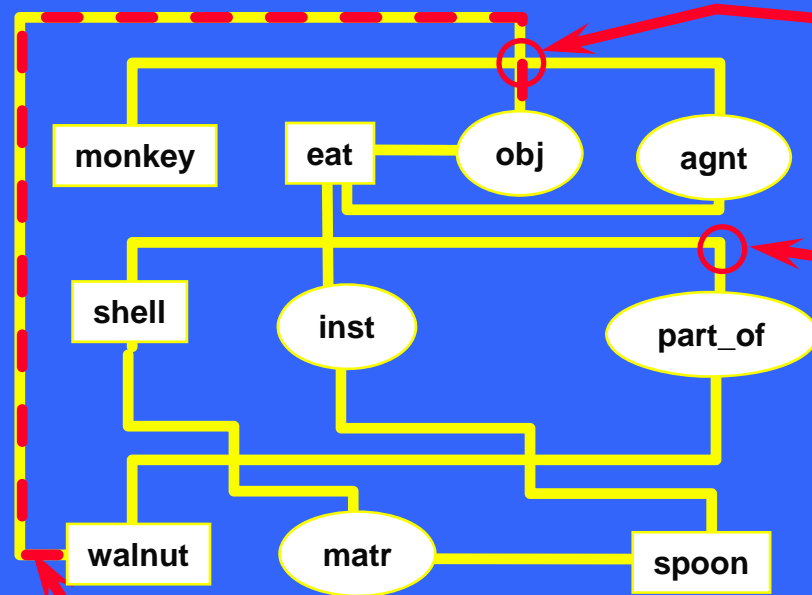 monkey
eat
obj
agnt
shell
inst
part_of
walnut
matr
spoon